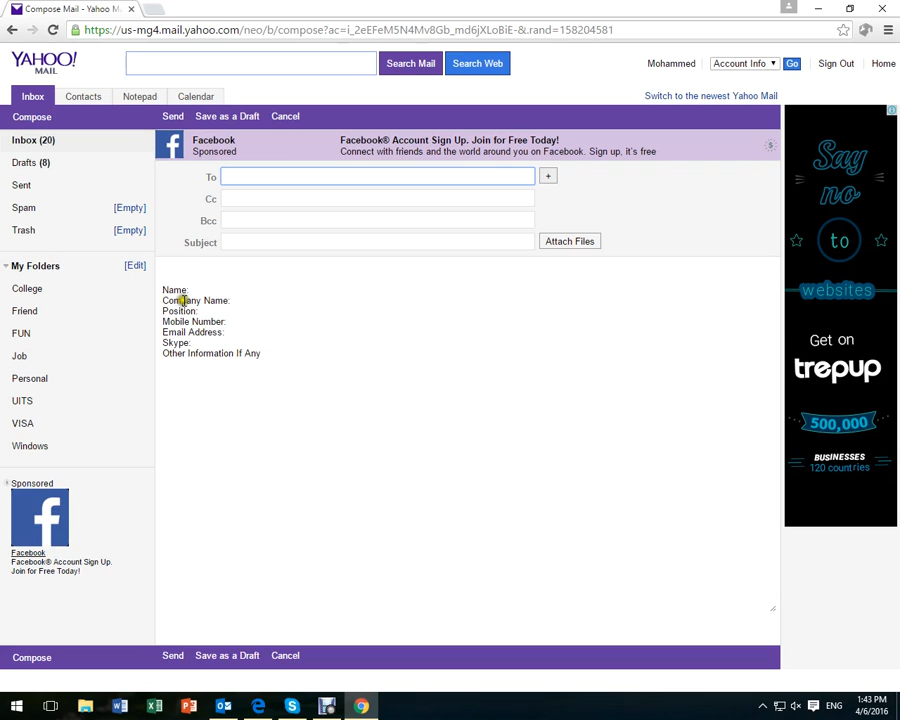 Compose Mail - Yahoo M
https://us-mg4.mail.yahoo.com/neo/b/compose?ac=i_2eEFeM5N4Mv8Gb_md6jXLoBiE-&.rand=158204581
YAHOO!
MAIL
Search Mail
Search Web
Mohammed
Account Info
Go
Sign Out
Home
Inbox
Contacts
Notepad
Calendar
Switch to the newest Yahoo Mail
Compose
Send
Save as a Draft
Cancel
Inbox (20)
Drafts (8)
Sent
Spam
[Empty]
Trash
[Empty]
My Folders
[Edit]
College
Friend
FUN
Job
Personal
UITS
VISA
Windows
Sponsored
f
Facebook
Facebook® Account Sign Up.
Join for Free Today!
f
Facebook
Sponsored
Facebook® Account Sign Up. Join for Free Today!
Connect with friends and the world around you on Facebook. Sign up, it's free
$
To
+
Cc
Bcc
Subject
Attach Files
Name:
Company Name:
Position:
Mobile Number:
Email Address:
Skype:
Other Information If Any
Say
no
to
websites
Get on
trepup
500,000
BUSINESSES
120 countries
Compose
Send
Save as a Draft
Cancel
ENG
1:43 PM
4/6/2016